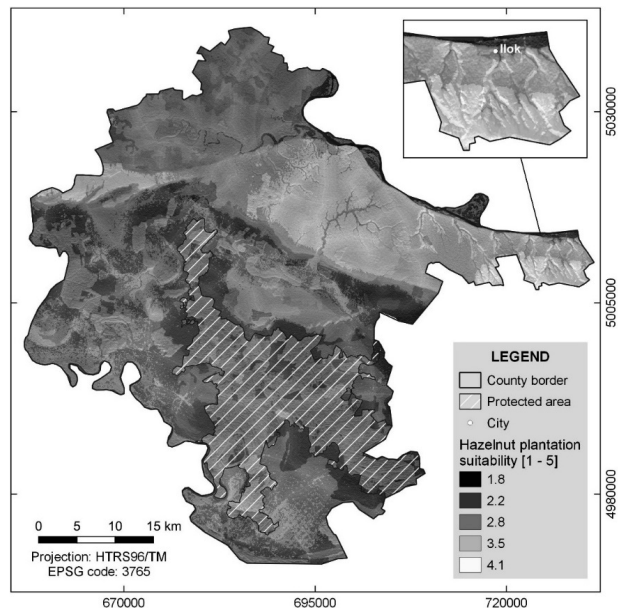 Ilok
5030000
5005000
4980000
LEGEND
County border
Protected area
City
Hazelnut plantation
suitability [1 - 5]
1.8
2.2
2.8
3.5
4.1
0 5 10 15 km
Projection: HTRS96/TM
EPSG code: 3765
670000 695000 720000